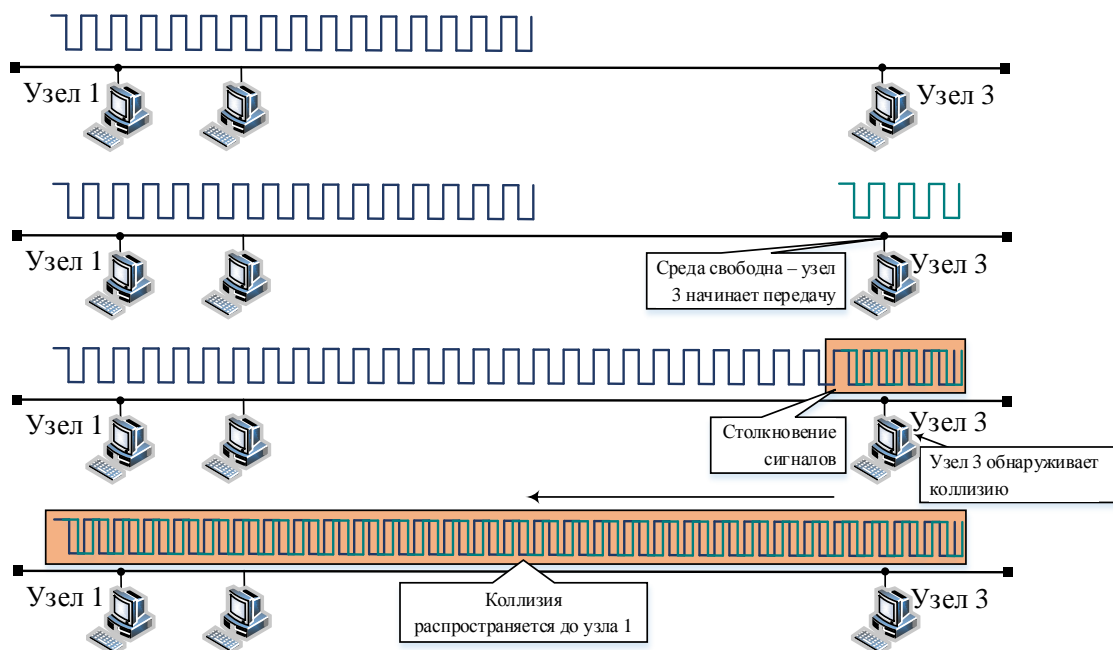 Узел 1
Узел 3
Узел 1
Узел 3
Среда свободна – узел
3 начинает передачу
Узел 1
Узел 3
Столкновение
сигналов
Узел 3 обнаруживает
коллизию
Узел 1
Узел 3
Коллизия
распространяется до узла 1